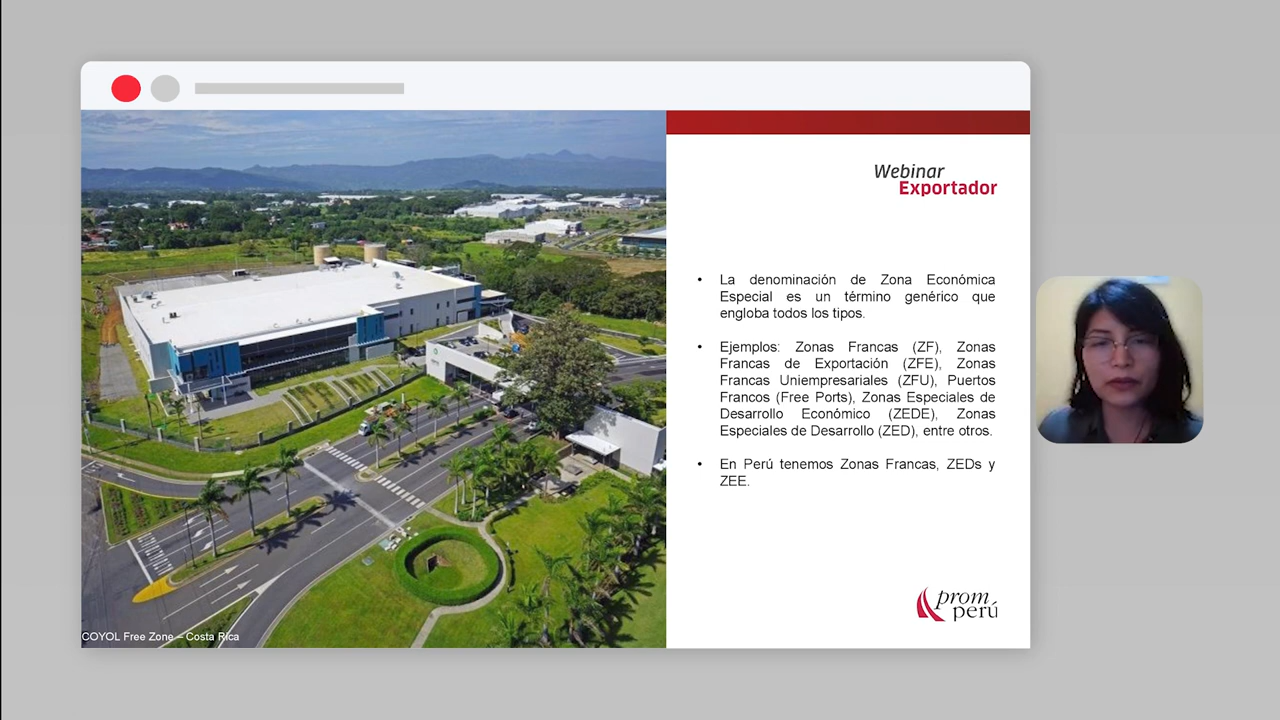 Webinar
Exportador
• La denominación de Zona Económica
Especial es un término genérico que
engloba todos los tipos.
• Ejemplos: Zonas Francas (ZF), Zonas
Francas de Exportación (ZFE), Zonas
Francas Uniempresariales (ZFU), Puertos
Francos (Free Ports), Zonas Especiales de
Desarrollo Económico (ZEDE), Zonas
Especiales de Desarrollo (ZED), entre otros.
• En Perú tenemos Zonas Francas, ZEDs y
ZEE.
prom
perú
COYOL Free Zone – Costa Rica